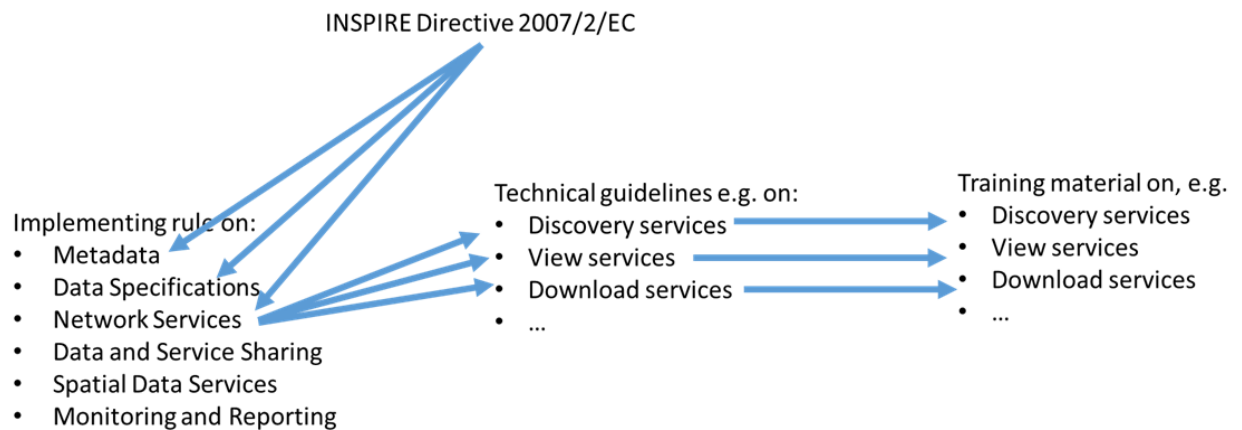 INSPIRE Directive 2007/2/EC
Implementing rule on:
• Metadata
• Data Specifications
• Network Services
• Data and Service Sharing
• Spatial Data Services
• Monitoring and Reporting
Technical guidelines e.g. on:
• Discovery services
• View services
• Download services
• ...
Training material on, e.g.
• Discovery services
• View services
• Download services
• ...